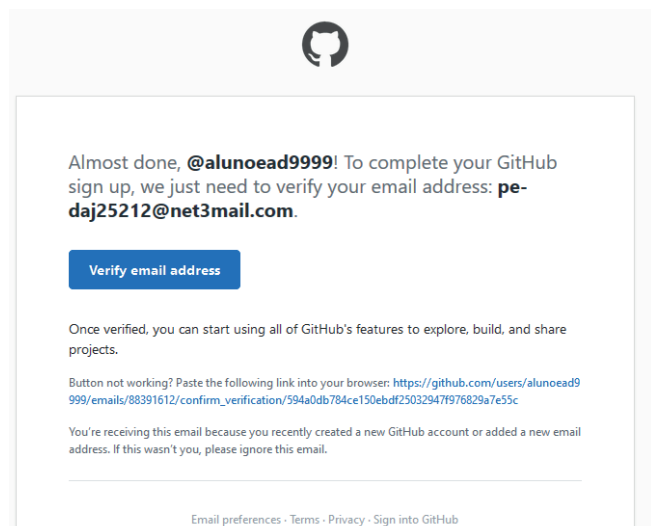 Almost done, @alunoead9999! To complete your GitHub
sign up, we just need to verify your email address: pe-
daj25212@net3mail.com.
Verify email address
Once verified, you can start using all of GitHub's features to explore, build, and share
projects.
Button not working? Paste the following link into your browser: https://github.com/users/alunoead9
999/emails/88391612/confirm_verification/594a0db784ce150ebdf25032947f976829a7e55c
You're receiving this email because you recently created a new GitHub account or added a new email
address. If this wasn't you, please ignore this email.
Email preferences · Terms · Privacy · Sign into GitHub